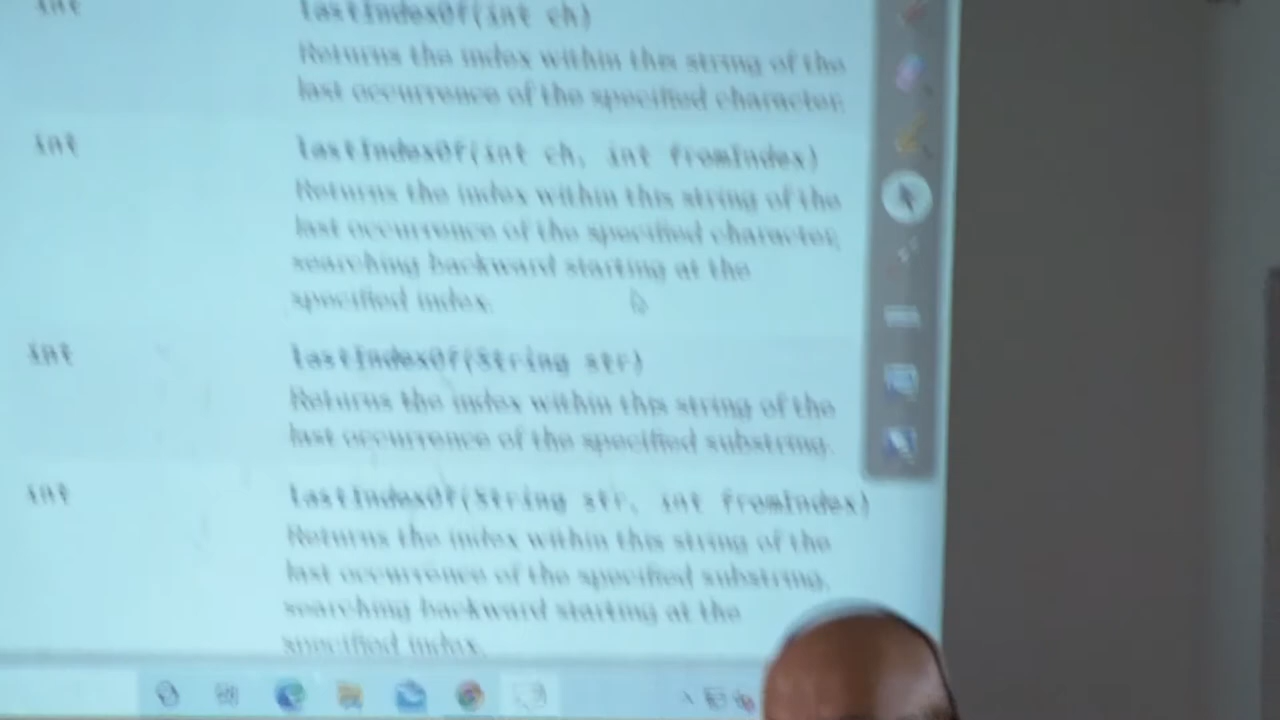 int lastIndexOf(int ch)
Returns the index within this string of the
last occurrence of the specified character.
int lastIndexOf(int ch, int fromIndex)
Returns the index within this string of the
last occurrence of the specified character,
searching backward starting at the
specified index.
int lastIndexOf(String str)
Returns the index within this string of the
last occurrence of the specified substring.
int lastIndexOf(String str, int fromIndex)
Returns the index within this string of the
last occurrence of the specified substring,
searching backward starting at the
specified index.